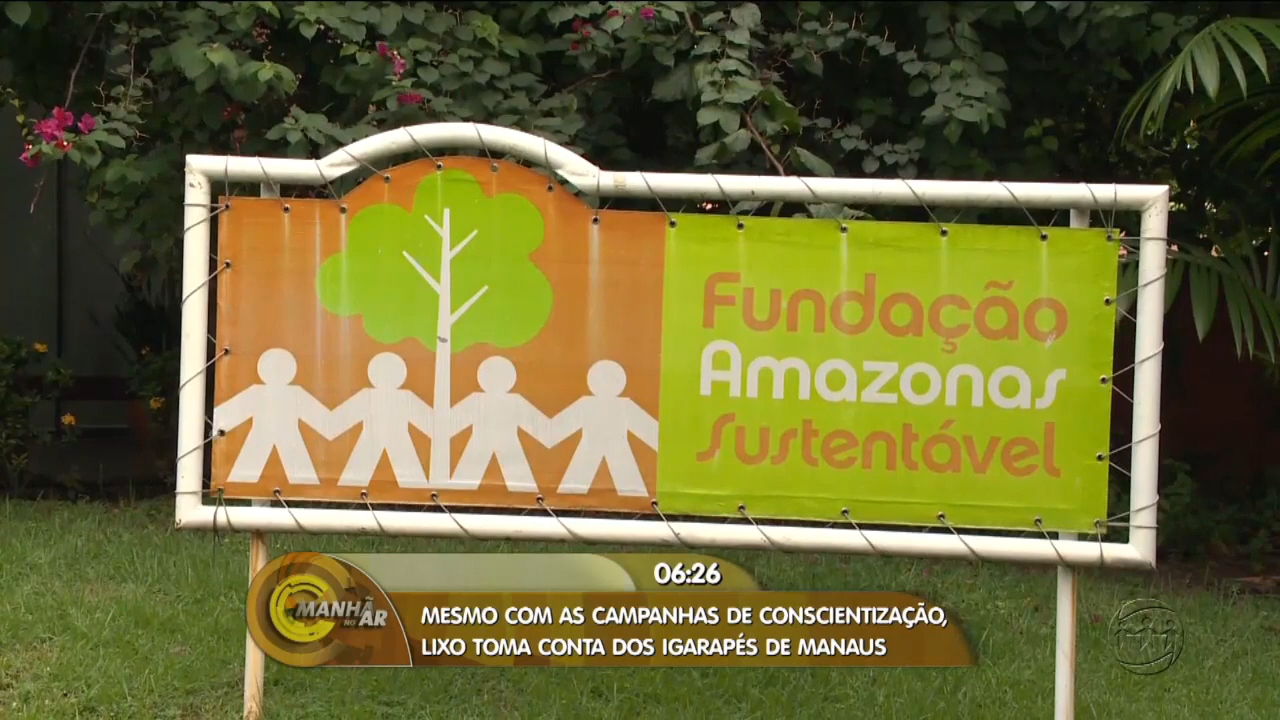 Fundação
Amazonas
Sustentável
06:26
MANHÃ
NO AR
MESMO COM AS CAMPANHAS DE CONSCIENTIZAÇÃO,
LIXO TOMA CONTA DOS IGARAPÉS DE MANAUS